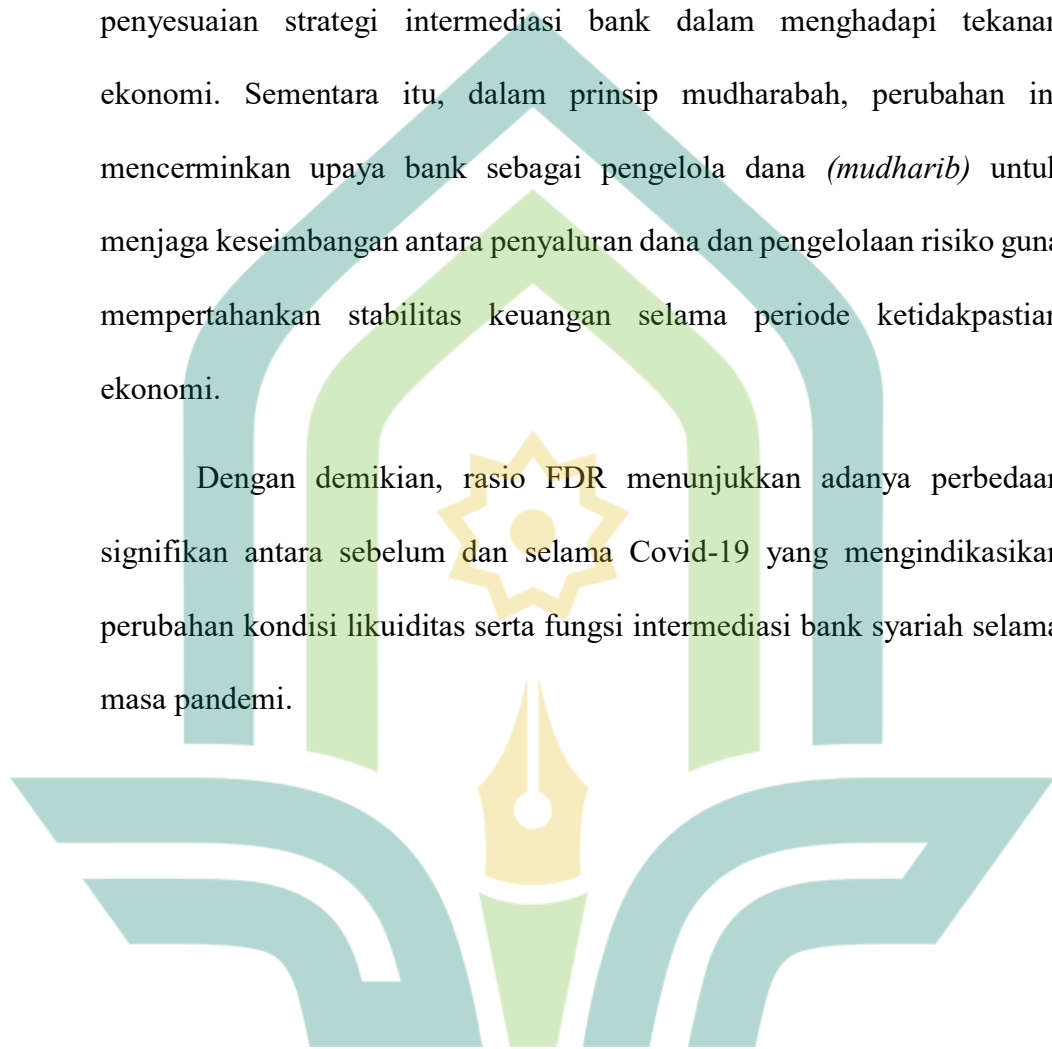 penyesuaian strategi intermediasi bank dalam menghadapi tekanan
ekonomi. Sementara itu, dalam prinsip mudharabah, perubahan in
mencerminkan upaya bank sebagai pengelola dana (mudharib) untuk
menjaga keseimbangan antara penyaluran dana dan pengelolaan risiko guna
mempertahankan stabilitas keuangan selama periode ketidakpastian
ekonomi.
Dengan demikian, rasio FDR menunjukkan adanya perbedaan
signifikan antara sebelum dan selama Covid-19 yang mengindikasikan
perubahan kondisi likuiditas serta fungsi intermediasi bank syariah selama
masa pandemi.